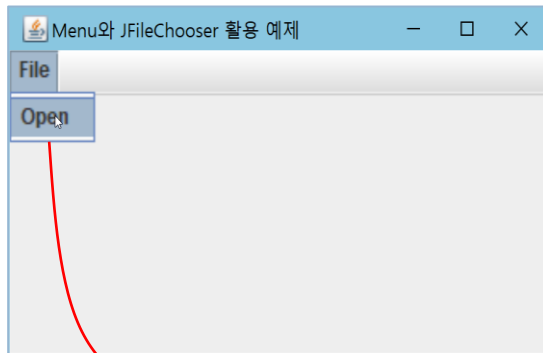 Menu와 JFileChooser 활용 예제
File
Open